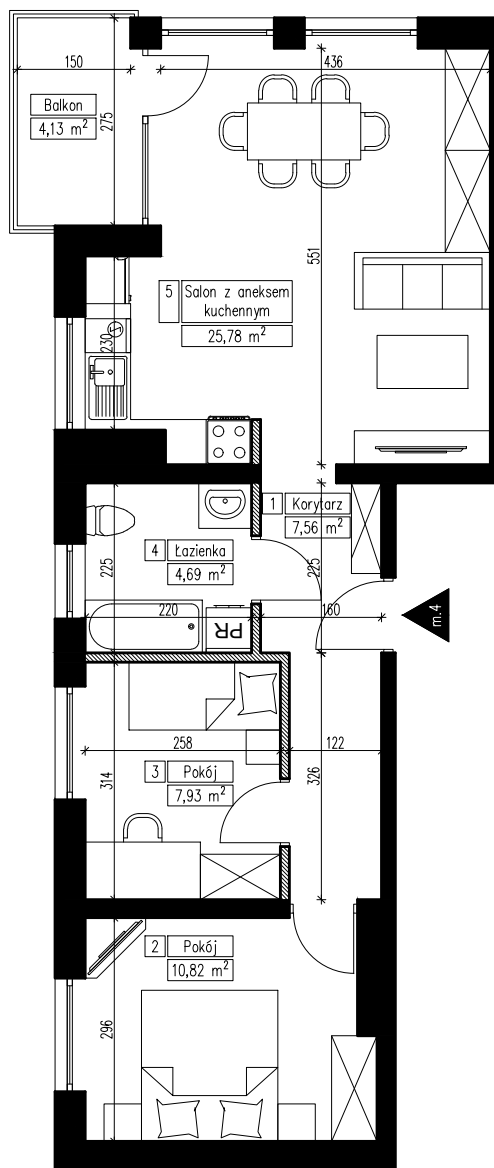 150
436
Balkon
4,13 m²
275
551
5 Salon z aneksem
kuchennym
25,78 m²
230
1 Korytarz
7,56 m²
4 Łazienka
4,69 m²
225
225
220
160
PR
m.4
258
122
3 Pokój
7,93 m²
314
326
2 Pokój
10,82 m²
296